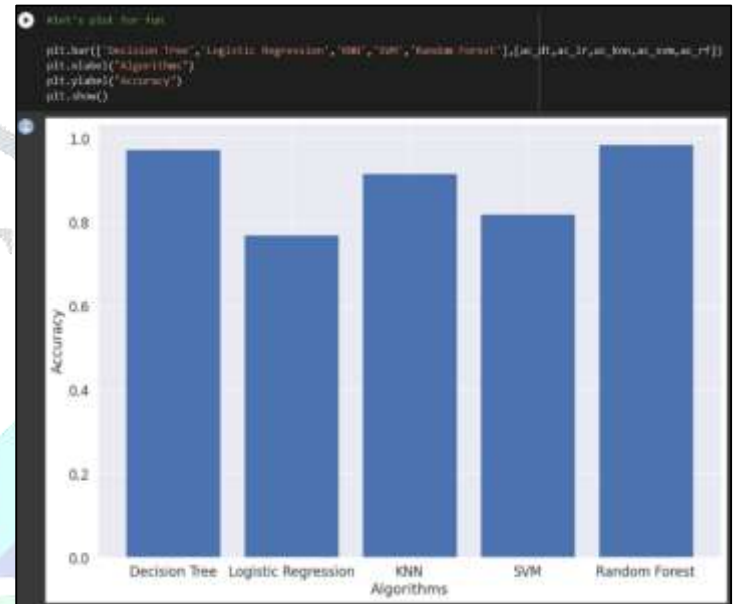 #let's plot for fun
plt.bar(['Decision Tree','Logistic Regression','KNN','SVM','Random Forest'],[ac_dt,ac_lr,ac_knn,ac_svm,ac_rf])
plt.xlabel("Algorithms")
plt.ylabel("Accuracy")
plt.show()
1.0
0.8
0.6
0.4
0.2
0.0
Accuracy
Decision Tree Logistic Regression KNN SVM Random Forest
Algorithms